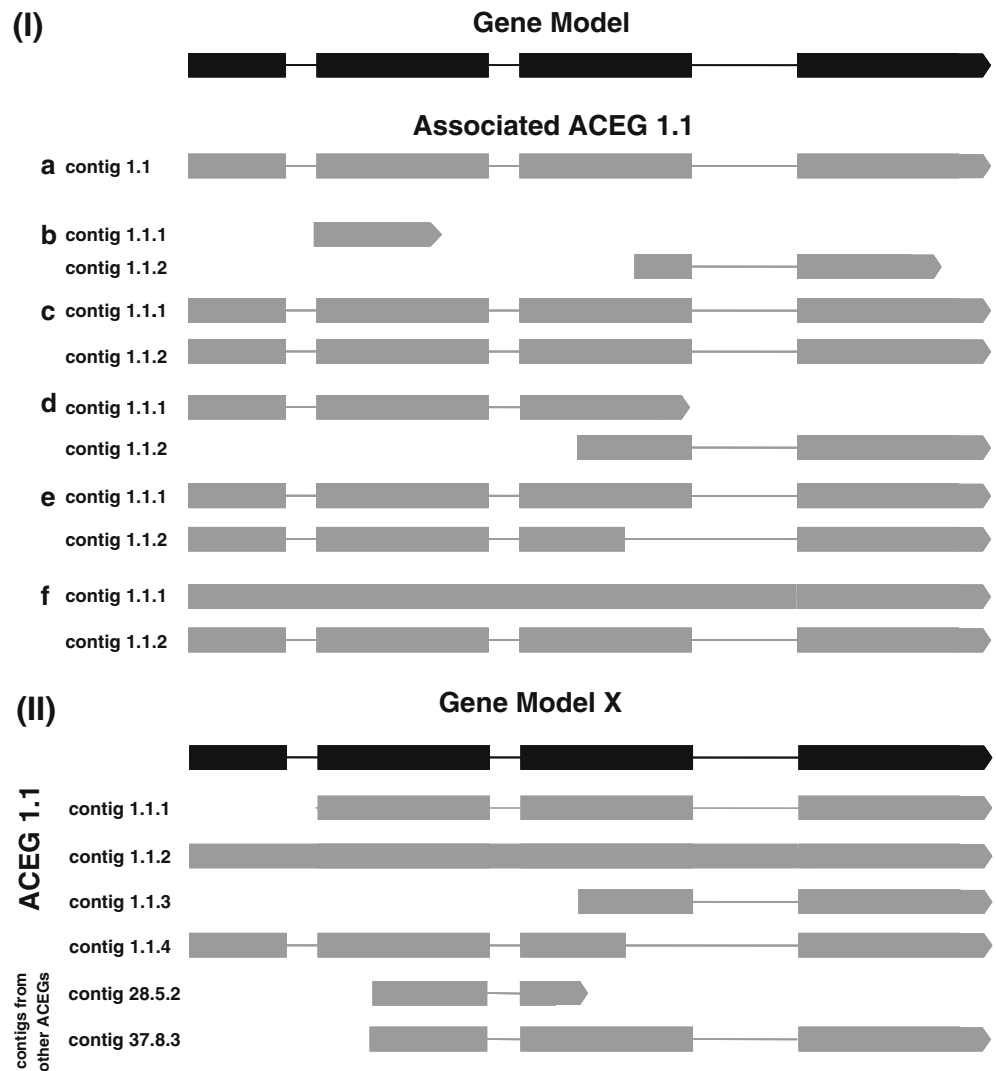 (I)
Gene Model
Associated ACEG 1.1
a contig 1.1
b contig 1.1.1
contig 1.1.2
c contig 1.1.1
contig 1.1.2
d contig 1.1.1
contig 1.1.2
e contig 1.1.1
contig 1.1.2
f contig 1.1.1
contig 1.1.2
(II)
Gene Model X
ACEG 1.1
contig 1.1.1
contig 1.1.2
contig 1.1.3
contig 1.1.4
contigs from
other ACEGs
contig 28.5.2
contig 37.8.3